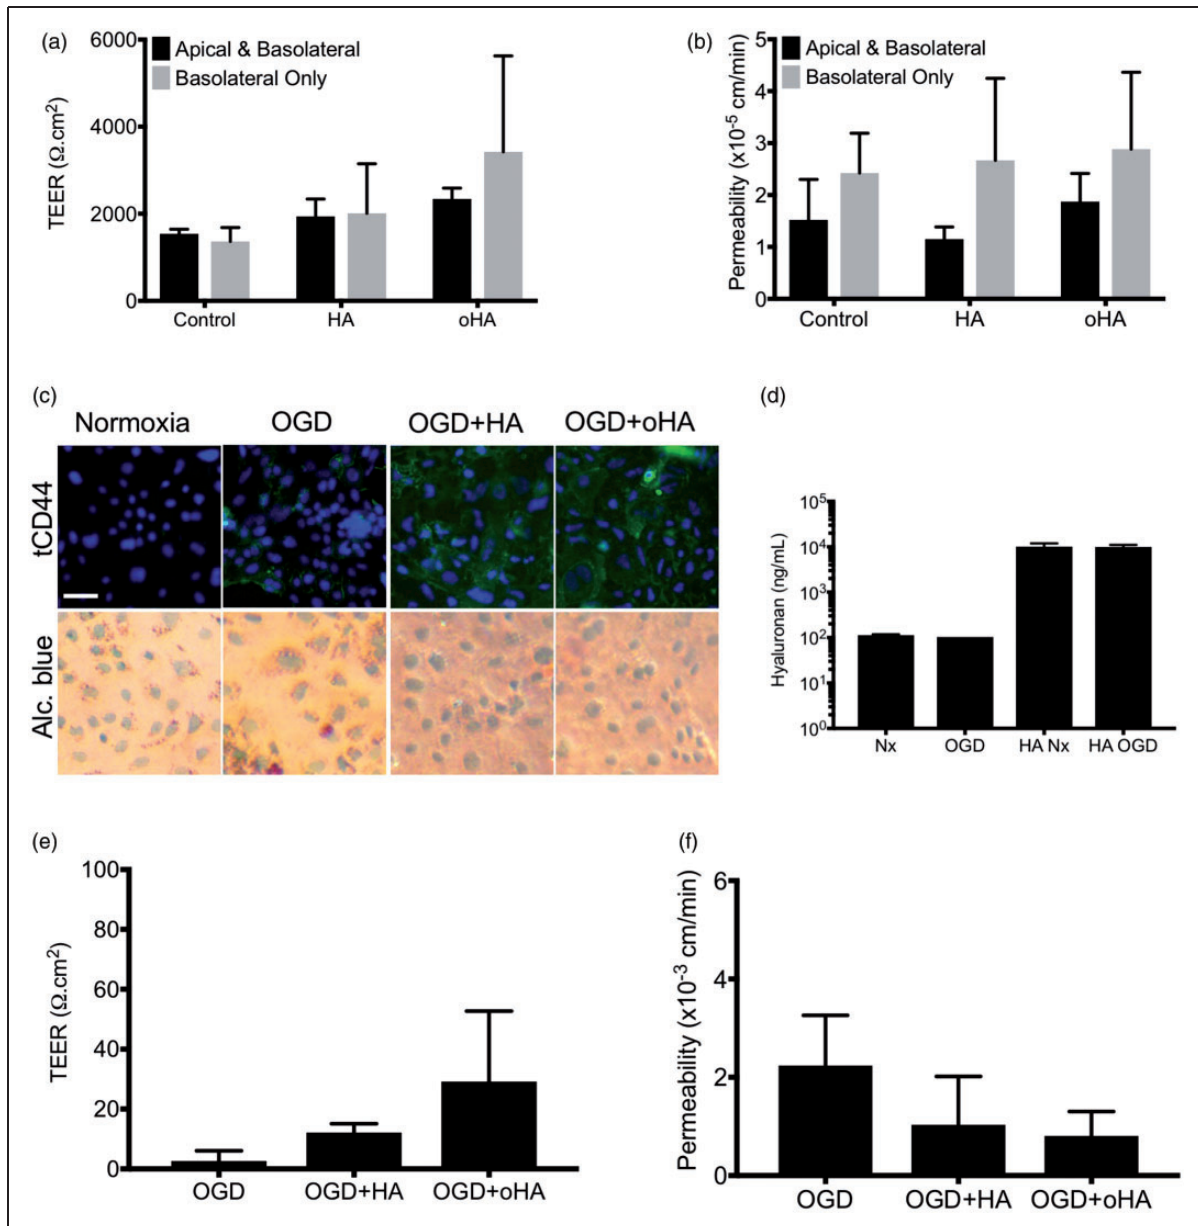 (a)
6000
4000
2000
0
TEER (Ω.cm²)
Apical & Basolateral
Basolateral Only
Control HA oHA
(b)
5
4
3
2
1
0
Permeability (x10⁻⁵ cm/min)
Apical & Basolateral
Basolateral Only
Control HA oHA
(c)
Normoxia OGD OGD+HA OGD+oHA
tCD44
Alc. blue
(d)
10⁵
10⁴
10³
10²
10¹
10⁰
Hyaluronan (ng/mL)
Nx OGD HA Nx HA OGD
(e)
100
80
60
40
20
0
TEER (Ω.cm²)
OGD OGD+HA OGD+oHA
(f)
6
4
2
0
Permeability (x10⁻³ cm/min)
OGD OGD+HA OGD+oHA